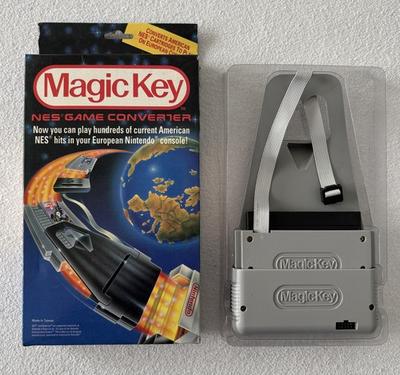 CONVERTS AMERICAN
NES CARTRIDGES TO PLAY
ON EUROPEAN
MagicKey
NES GAME CONVERTER
Now you can play hundreds of current American
NES® hits in your European Nintendo® console!
Nintendo
Made in Taiwan
MagicKey
MagicKey